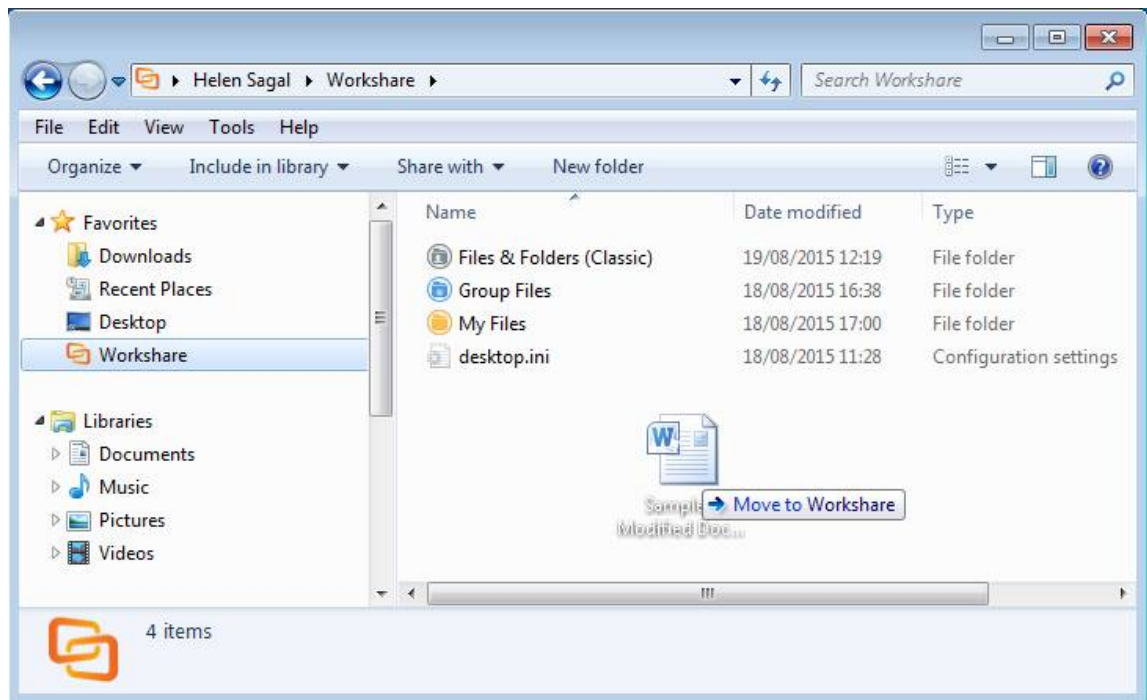 Helen Sagal Workshare
Search Workshare
File Edit View Tools Help
Organize Include in library Share with New folder
Favorites
Downloads
Recent Places
Desktop
Workshare
Libraries
Documents
Music
Pictures
Videos
Name Date modified Type
Files & Folders (Classic) 19/08/2015 12:19 File folder
Group Files 18/08/2015 16:38 File folder
My Files 18/08/2015 17:00 File folder
desktop.ini 18/08/2015 11:28 Configuration settings
W
Sample Move to Workshare
Modified Doc...
4 items